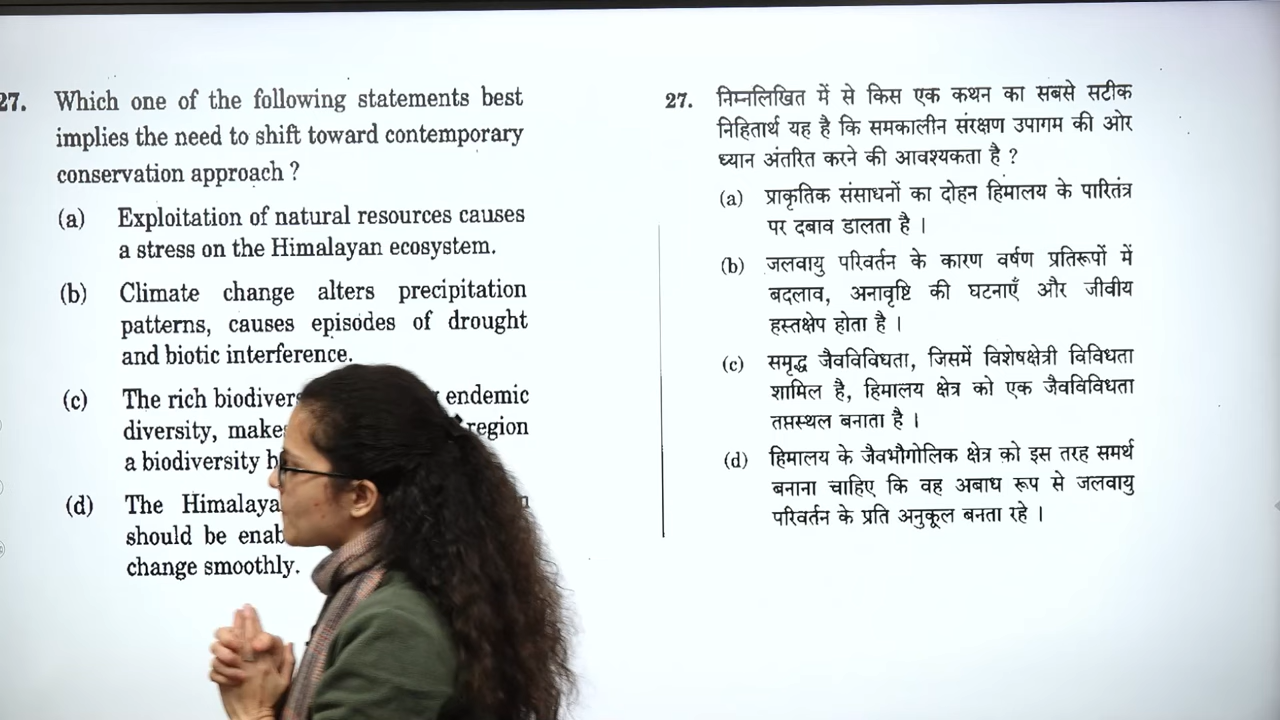 27. Which one of the following statements best
implies the need to shift toward contemporary
conservation approach ?
(a) Exploitation of natural resources causes
a stress on the Himalayan ecosystem.
(b) Climate change alters precipitation
patterns, causes episodes of drought
and biotic interference.
(c) The rich endemic
diversity, region
a biodiversity
(d) The
should be
change smoothly.
27. निम्नलिखित में से किस एक कथन का सबसे सटीक
निहितार्थ यह है कि समकालीन संरक्षण उपागम की ओर
ध्यान अंतरित करने की आवश्यकता है ?
(a) प्राकृतिक संसाधनों का दोहन हिमालय के पारितंत्र
पर दबाव डालता है ।
(b) जलवायु परिवर्तन के कारण वर्षण प्रतिरूपों में
बदलाव, अनावृष्टि की घटनाएँ और जीवीय
हस्तक्षेप होता है ।
(c) समृद्ध जैवविविधता, जिसमें विशेषक्षेत्री विविधता
शामिल है, हिमालय क्षेत्र को एक जैवविविधता
तप्तस्थल बनाता है ।
(d) हिमालय के जैवभौगोलिक क्षेत्र को इस तरह समर्थ
बनाना चाहिए कि वह अबाध रूप से जलवायु
परिवर्तन के प्रति अनुकूल बनता रहे ।